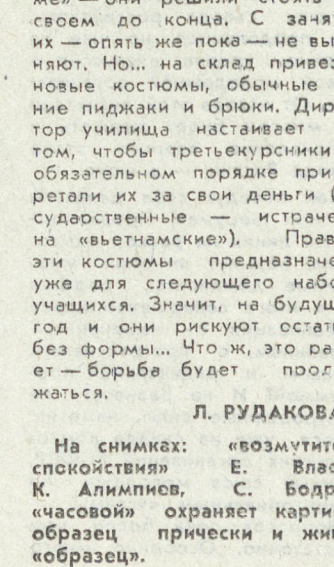 ме» — они решили стоять
своем до конца. С заня
их — опять же пока — не вы
няют. Но... на склад привез
новые костюмы, обычные
ние пиджаки и брюки. Дир
тор училища настаивает
том, чтобы третьекурсники
обязательном порядке при
ретали их за свои деньги (
сударственные — истраче
на «вьетнамские»). Прав
эти костюмы предназначе
уже для следующего набо
учащихся. Значит, на будущ
год и они рискуют остат
без формы... Что ж, это ра
ет — борьба будет прод
жаться.
Л. РУДАКОВА
На снимках: «возмутите
спокойствия» Е. Влас
К. Алимпиев, С. Бодр
«часовой» охраняет карти
образец прически и жив
«образец».